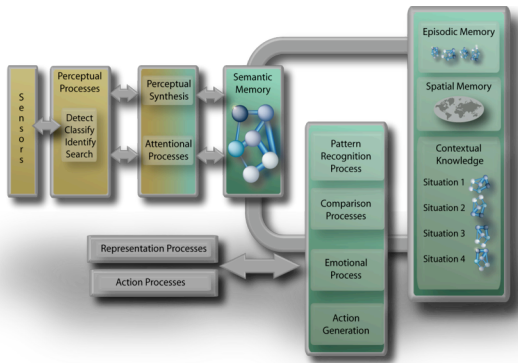 Sensors
Perceptual
Processes
Detect
Classify
Identify
Search
Perceptual
Synthesis
Attentional
Processes
Semantic
Memory
Pattern
Recognition
Process
Comparison
Processes
Emotional
Process
Action
Generation
Representation Processes
Action Processes
Episodic Memory
Spatial Memory
Contextual
Knowledge
Situation 1
Situation 2
Situation 3
Situation 4